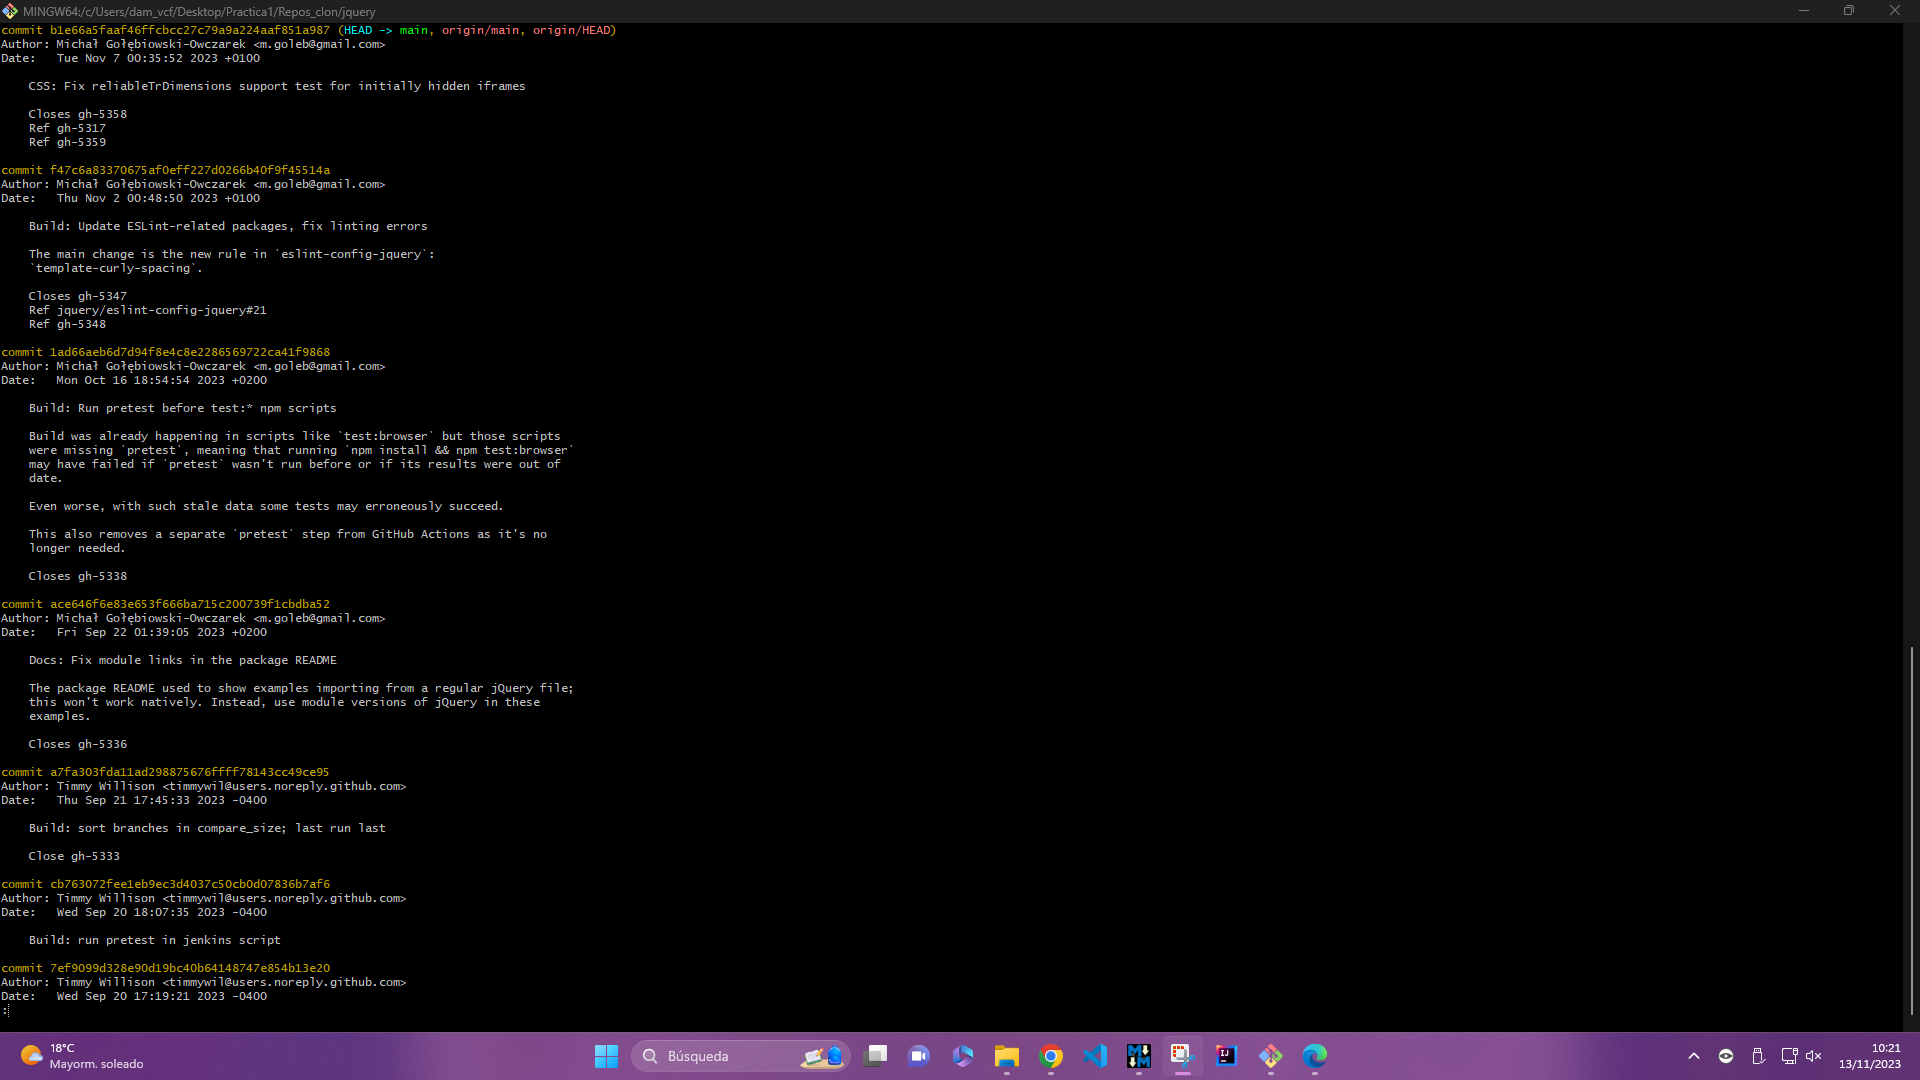 MINGW64:/c/Users/dam_vcf/Desktop/Practica1/Repos_clon/jquery
commit b1e66a5faaf46ffcbcc27c79a9a224aaf851a987 (HEAD -> main, origin/main, origin/HEAD)
Author: Michał Gołębiowski-Owczarek <m.goleb@gmail.com>
Date:   Tue Nov 7 00:35:52 2023 +0100

    CSS: Fix reliableTrDimensions support test for initially hidden iframes

    Closes gh-5358
    Ref gh-5317
    Ref gh-5359

commit f47c6a83370675af0eff227d0266b40f9f45514a
Author: Michał Gołębiowski-Owczarek <m.goleb@gmail.com>
Date:   Thu Nov 2 00:48:50 2023 +0100

    Build: Update ESLint-related packages, fix linting errors

    The main change is the new rule in `eslint-config-jquery`:
    `template-curly-spacing`.

    Closes gh-5347
    Ref jquery/eslint-config-jquery#21
    Ref gh-5348

commit 1ad66aeb6d7d94f8e4c8e2286569722ca41f9868
Author: Michał Gołębiowski-Owczarek <m.goleb@gmail.com>
Date:   Mon Oct 16 18:54:54 2023 +0200

    Build: Run pretest before test:* npm scripts

    Build was already happening in scripts like `test:browser` but those scripts
    were missing `pretest`, meaning that running `npm install && npm test:browser`
    may have failed if `pretest` wasn't run before or if its results were out of
    date.

    Even worse, with such stale data some tests may erroneously succeed.

    This also removes a separate `pretest` step from GitHub Actions as it's no
    longer needed.

    Closes gh-5338

commit ace646f6e83e653f666ba715c200739f1cbdba52
Author: Michał Gołębiowski-Owczarek <m.goleb@gmail.com>
Date:   Fri Sep 22 01:39:05 2023 +0200

    Docs: Fix module links in the package README

    The package README used to show examples importing from a regular jQuery file;
    this won't work natively. Instead, use module versions of jQuery in these
    examples.

    Closes gh-5336

commit a7fa303fda11ad298875676ffff78143cc49ce95
Author: Timmy Willison <timmywil@users.noreply.github.com>
Date:   Thu Sep 21 17:45:33 2023 -0400

    Build: sort branches in compare_size; last run last

    Close gh-5333

commit cb763072fee1eb9ec3d4037c50cb0d07836b7af6
Author: Timmy Willison <timmywil@users.noreply.github.com>
Date:   Wed Sep 20 18:07:35 2023 -0400

    Build: run pretest in jenkins script

commit 7ef9099d328e90d19bc40b64148747e854b13e20
Author: Timmy Willison <timmywil@users.noreply.github.com>
Date:   Wed Sep 20 17:19:21 2023 -0400
:
18°C
Mayorm. soleado
Búsqueda
10:21
13/11/2023